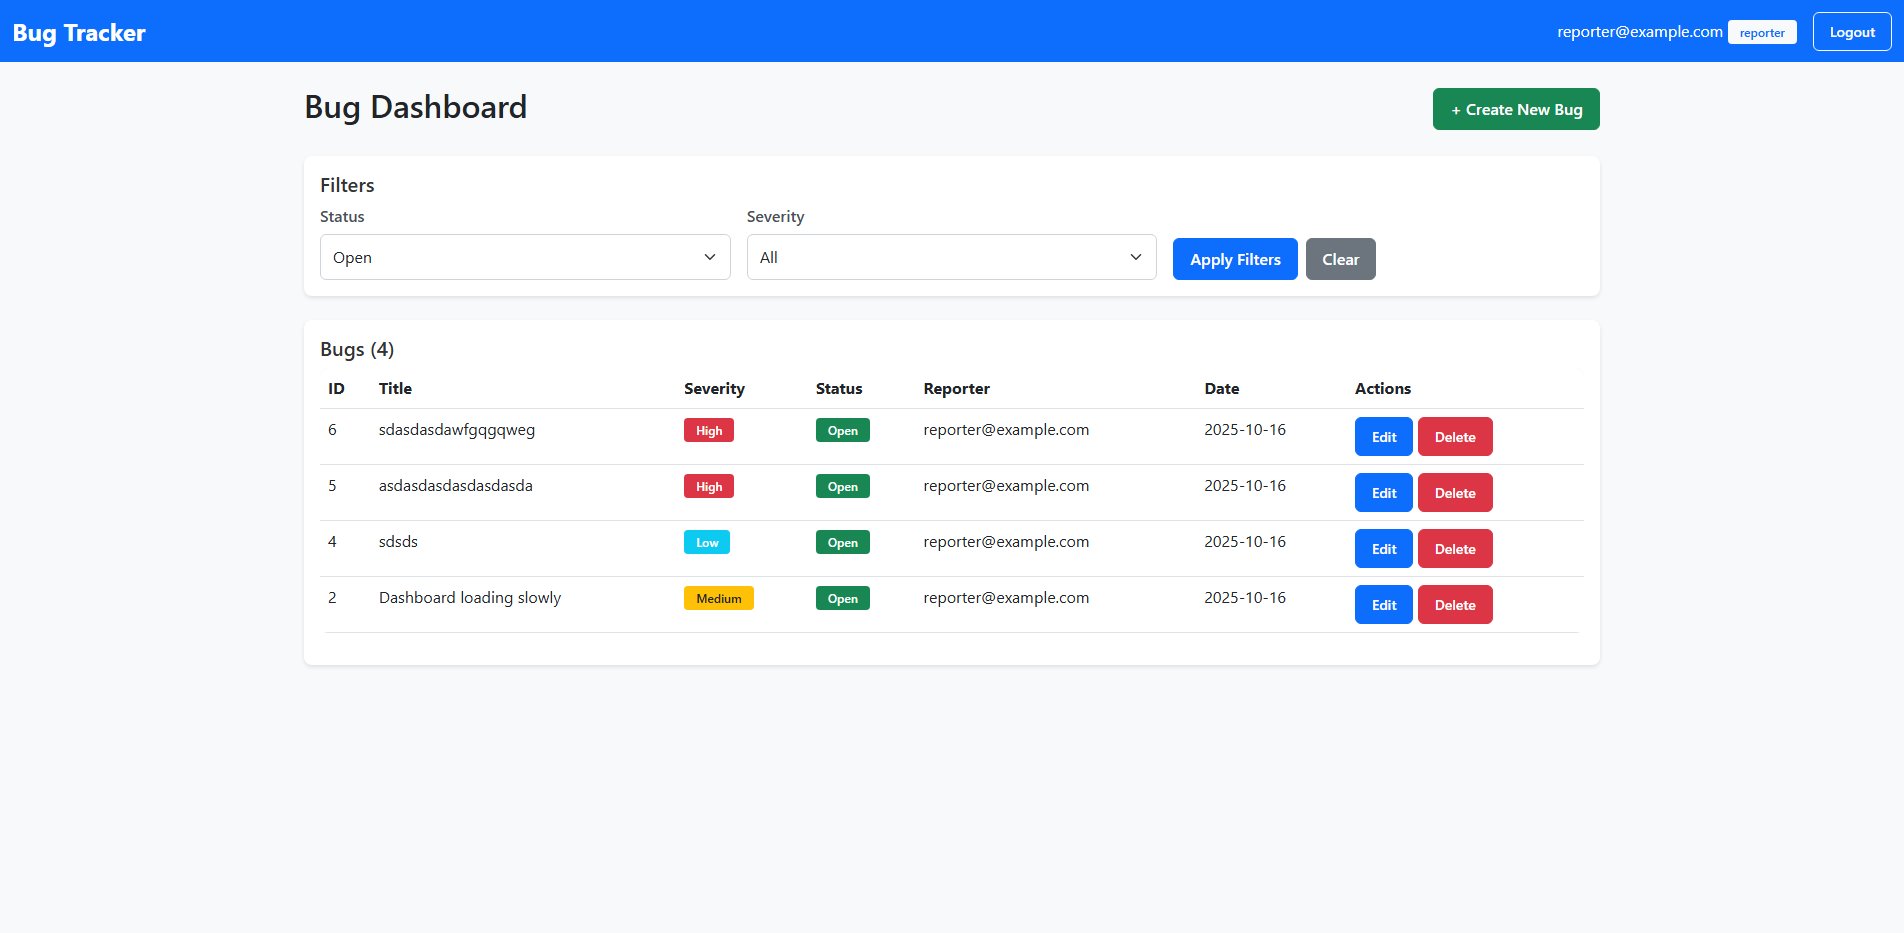 Bug Tracker
reporter@example.com reporter Logout
Bug Dashboard
+ Create New Bug
Filters
Status Severity
Open All Apply Filters Clear
Bugs (4)
ID Title Severity Status Reporter Date Actions
6 sdasdasdawfgqgqweg High Open reporter@example.com 2025-10-16 Edit Delete
5 asdasdasdasdasdasda High Open reporter@example.com 2025-10-16 Edit Delete
4 sdsds Low Open reporter@example.com 2025-10-16 Edit Delete
2 Dashboard loading slowly Medium Open reporter@example.com 2025-10-16 Edit Delete